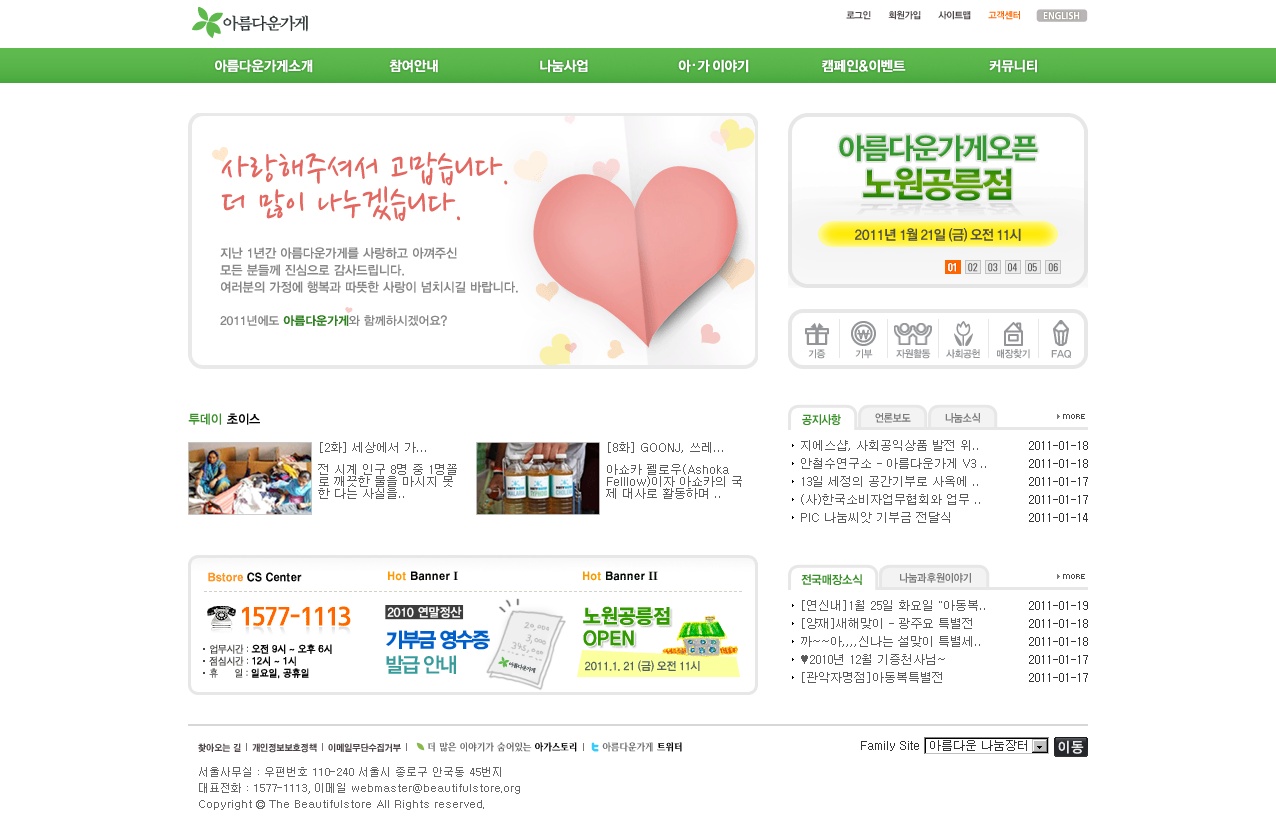 아름다운가게
로그인 회원가입 사이트맵 고객센터 ENGLISH
아름다운가게소개 참여안내 나눔사업 아·가 이야기 캠페인&이벤트 커뮤니티
사랑해주셔서 고맙습니다.
더 많이 나누겠습니다.
지난 1년간 아름다운가게를 사랑하고 아껴주신
모든 분들께 진심으로 감사드립니다.
여러분의 가정에 행복과 따뜻한 사랑이 넘치시길 바랍니다.
2011년에도 아름다운가게와 함께하시겠어요?
아름다운가게오픈
노원공릉점
2011년 1월 21일 (금) 오전 11시
01 02 03 04 05 06
기증 기부 자원활동 사회공헌 매장찾기 FAQ
투데이 초이스
[2화] 세상에서 가...
전 시계 인구 8명 중 1명꼴
로 깨끗한 물을 마시지 못
한 다는 사실을..
[8화] GOONJ, 쓰레...
아쇼카 펠로우(Ashoka
Felllow)이자 아쇼카의 국
제 대사로 활동하며 ..
공지사항 언론보도 나눔소식 MORE
지에스샵, 사회공익상품 발전 위.. 2011-01-18
안철수연구소 - 아름다운가게 V3 .. 2011-01-18
13일 세정의 공간기부로 사옥에 .. 2011-01-17
(사)한국소비자업무협회와 업무 .. 2011-01-17
PIC 나눔씨앗 기부금 전달식 2011-01-14
Bstore CS Center
1577-1113
업무시간 : 오전 9시 ~ 오후 6시
점심시간 : 12시 ~ 1시
휴 일 : 일요일, 공휴일
Hot Banner I
2010 연말정산
기부금 영수증
발급 안내
아름다운가게
Hot Banner II
노원공릉점
OPEN
2011.1. 21 (금) 오전 11시
전국매장소식 나눔과후원이야기 MORE
[연신내]1월 25일 화요일 "아동복.. 2011-01-19
[양재]새해맞이 - 광주요 특별전 2011-01-18
까~~아,,,,신나는 설맞이 특별세.. 2011-01-18
♥2010년 12월 기증천사님~ 2011-01-17
[관악자명점]아동복특별전 2011-01-17
찾아오는 길 | 개인정보보호정책 | 이메일무단수집거부 | 더 많은 이야기가 숨어있는 아가스토리 | 아름다운가게 트위터
Family Site 아름다운 나눔장터 이동
서울사무실 : 우편번호 110-240 서울시 종로구 안국동 45번지
대표전화 : 1577-1113, 이메일 webmaster@beautifulstore.org
Copyright © The Beautifulstore All Rights reserved.